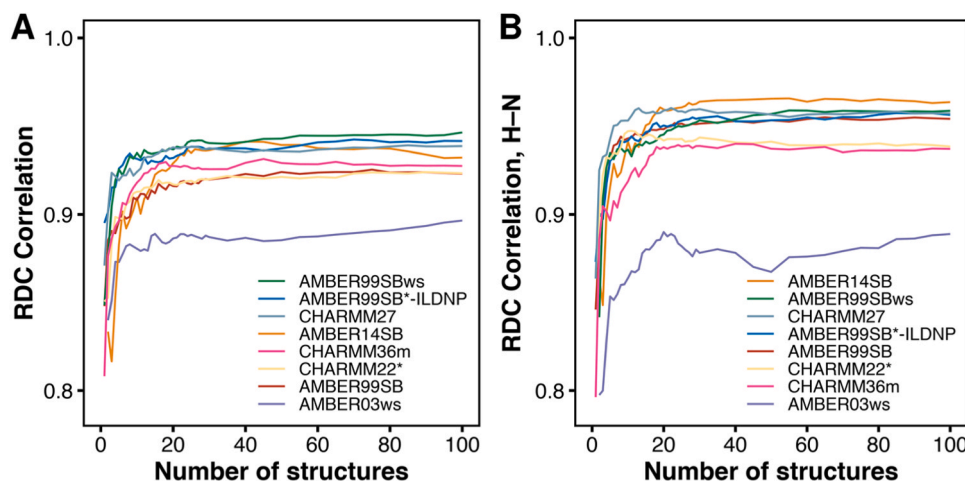 A
RDC Correlation
1.0
0.9
0.8
AMBER99SBws
AMBER99SB*-ILDNP
CHARMM27
AMBER14SB
CHARMM36m
CHARMM22*
AMBER99SB
AMBER03ws
0 20 40 60 80 100
Number of structures
B
RDC Correlation, H–N
1.0
0.9
0.8
AMBER14SB
AMBER99SBws
CHARMM27
AMBER99SB*-ILDNP
AMBER99SB
CHARMM22*
CHARMM36m
AMBER03ws
0 20 40 60 80 100
Number of structures